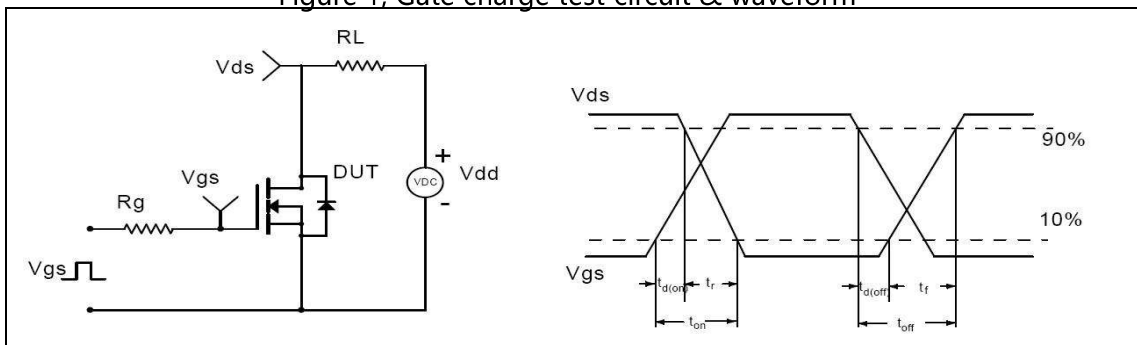 Figure 1, Gate charge test circuit & waveform
RL
Vds
Vgs
DUT
+
VDC
Vdd
-
Rg
Vgs
Vds
90%
10%
Vgs
td(on)
tr
td(off)
tf
ton
toff